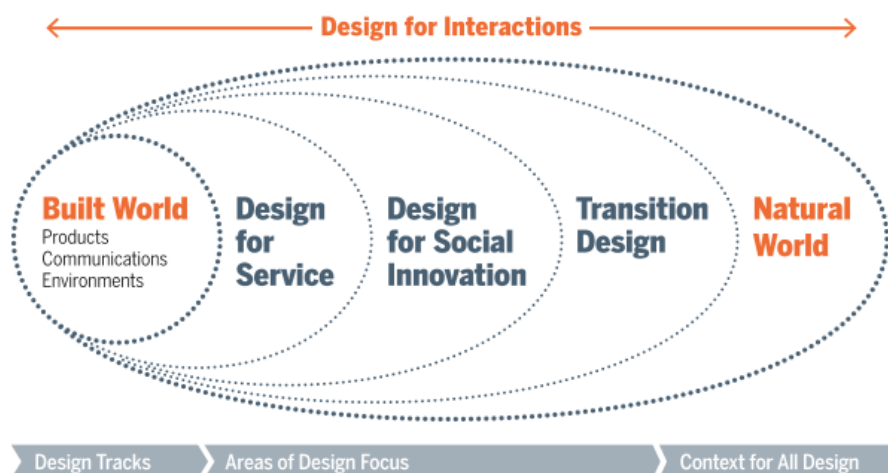 Design for Interactions
Built World
Products
Communications
Environments
Design
for
Service
Design
for Social
Innovation
Transition
Design
Natural
World
Design Tracks
Areas of Design Focus
Context for All Design